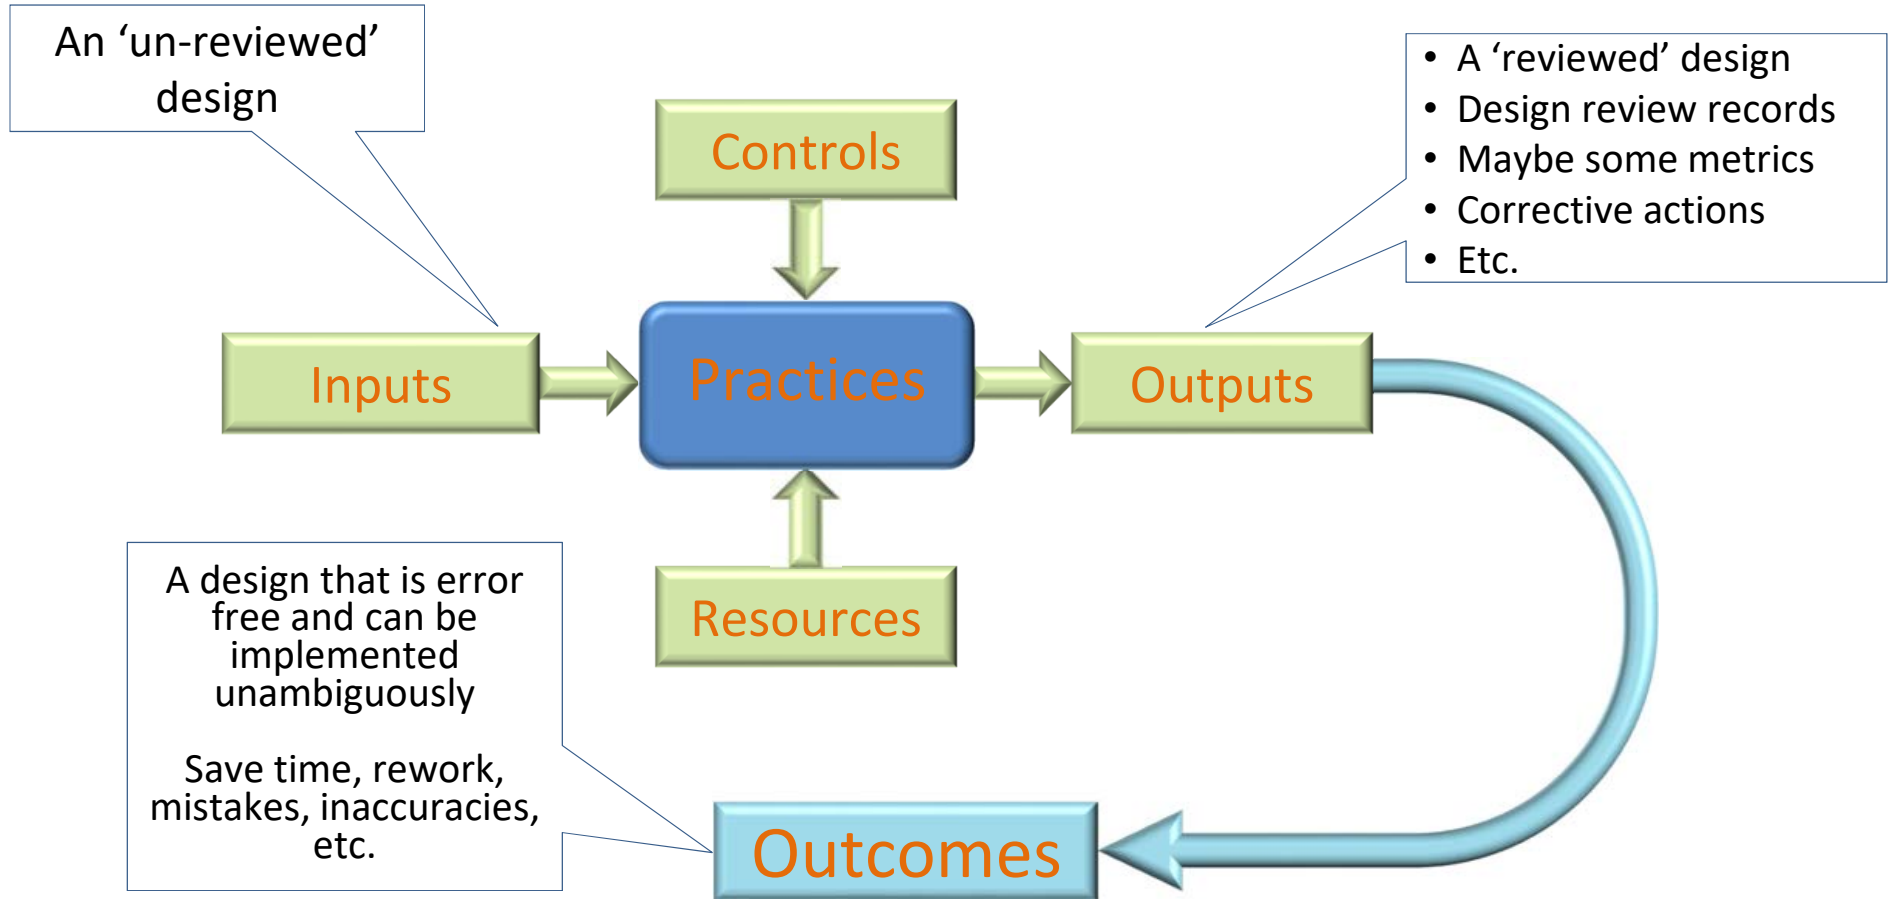 An ‘un-reviewed’
design
• A ‘reviewed’ design
• Design review records
• Maybe some metrics
• Corrective actions
• Etc.
Controls
Inputs
Practices
Outputs
Resources
A design that is error
free and can be
implemented
unambiguously
Save time, rework,
mistakes, inaccuracies,
etc.
Outcomes